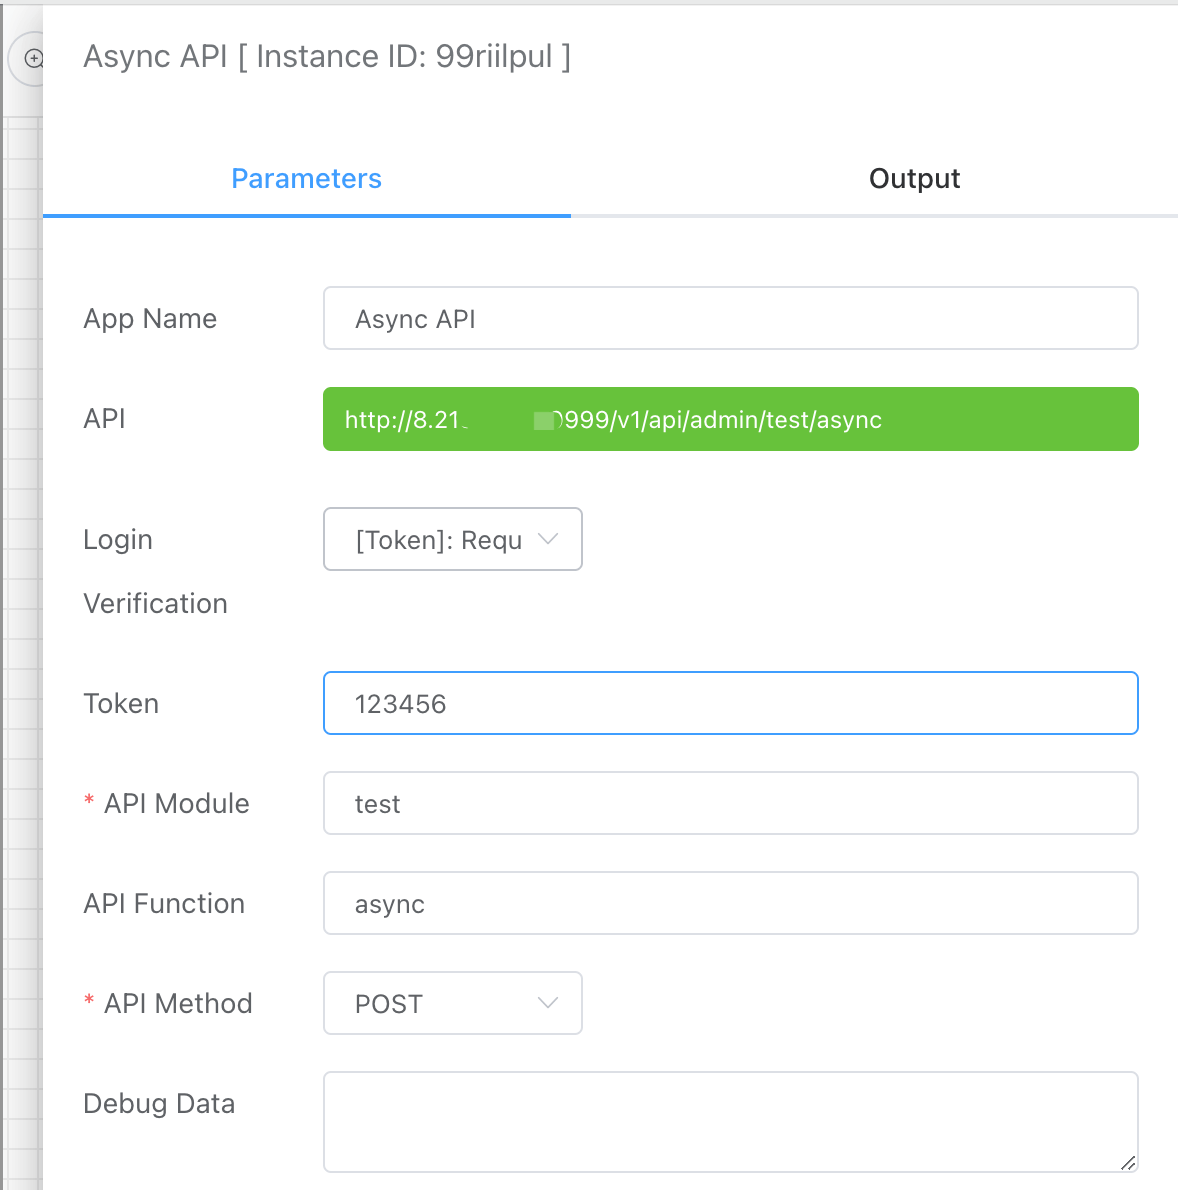 Async API [ Instance ID: 99riilpul ]
Parameters
Output
App Name
Async API
API
http://8.21 999/v1/api/admin/test/async
Login
Verification
[Token]: Requ
Token
123456
* API Module
test
API Function
async
* API Method
POST
Debug Data